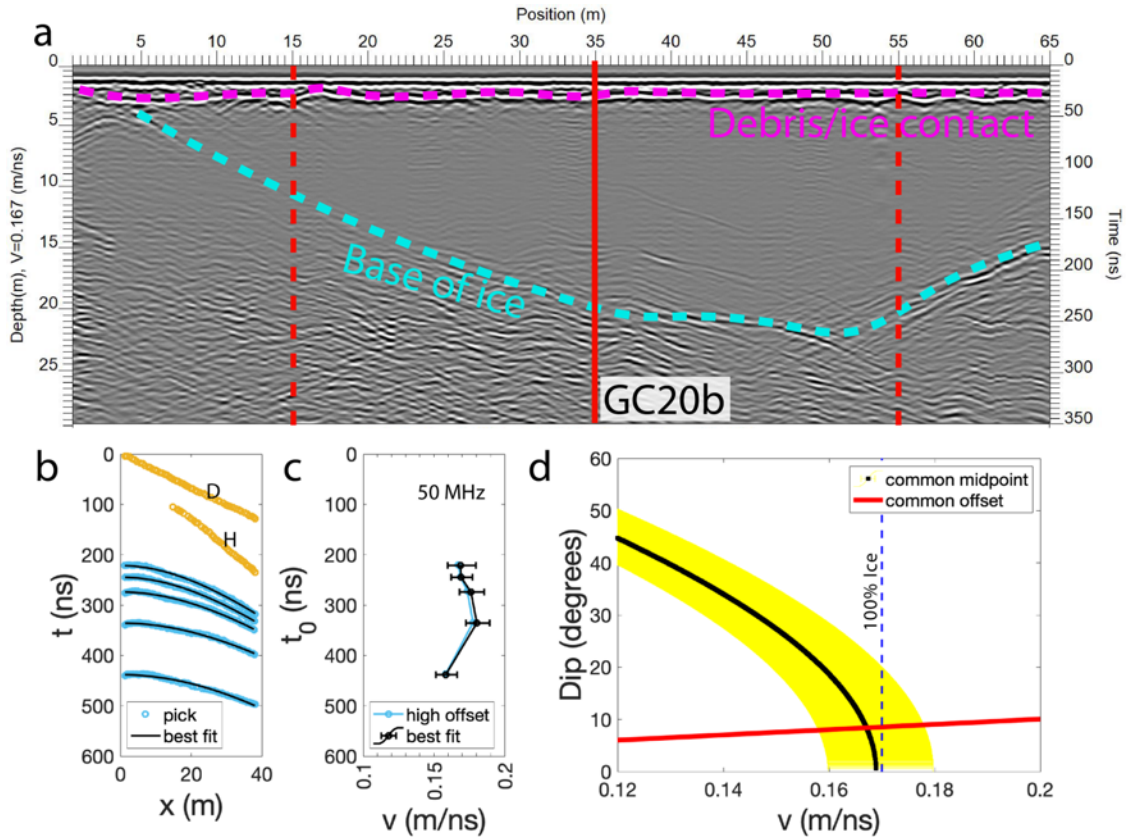 Position (m)
a
5 10 15 20 25 30 35 40 45 50 55 60 65
0
5
10
15
20
25
Depth(m), V=0.167 (m/ns)
0
50
100
150
200
250
300
350
Time (ns)
Debris/ice contact
Base of ice
GC20b
b
0
100
200
300
400
500
600
t (ns)
D
H
pick
best fit
0 20 40
x (m)
c
0
100
200
300
400
500
600
t0 (ns)
50 MHz
high offset
best fit
0.1 0.15 0.2
v (m/ns)
d
60
50
40
30
20
10
0
Dip (degrees)
common midpoint
common offset
100% Ice
0.12 0.14 0.16 0.18 0.2
v (m/ns)